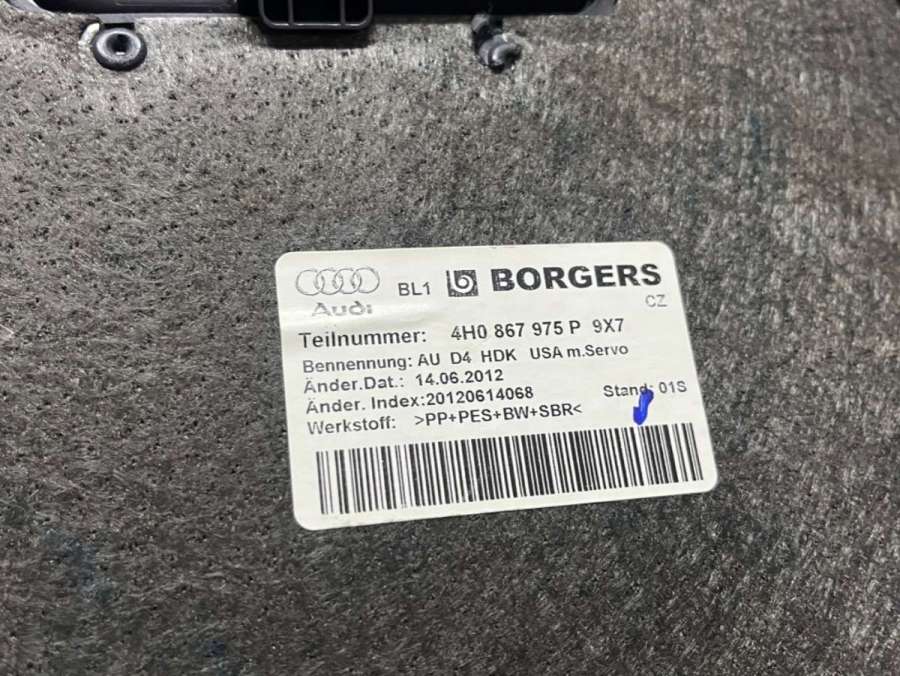 BL1 BORGERS
Audi CZ
Teilnummer: 4H0 867 975 P 9X7
Bennennung: AU D4 HDK USA m.Servo
Änder.Dat.: 14.06.2012
Änder. Index:20120614068 Stand: 01S
Werkstoff: >PP+PES+BW+SBR<